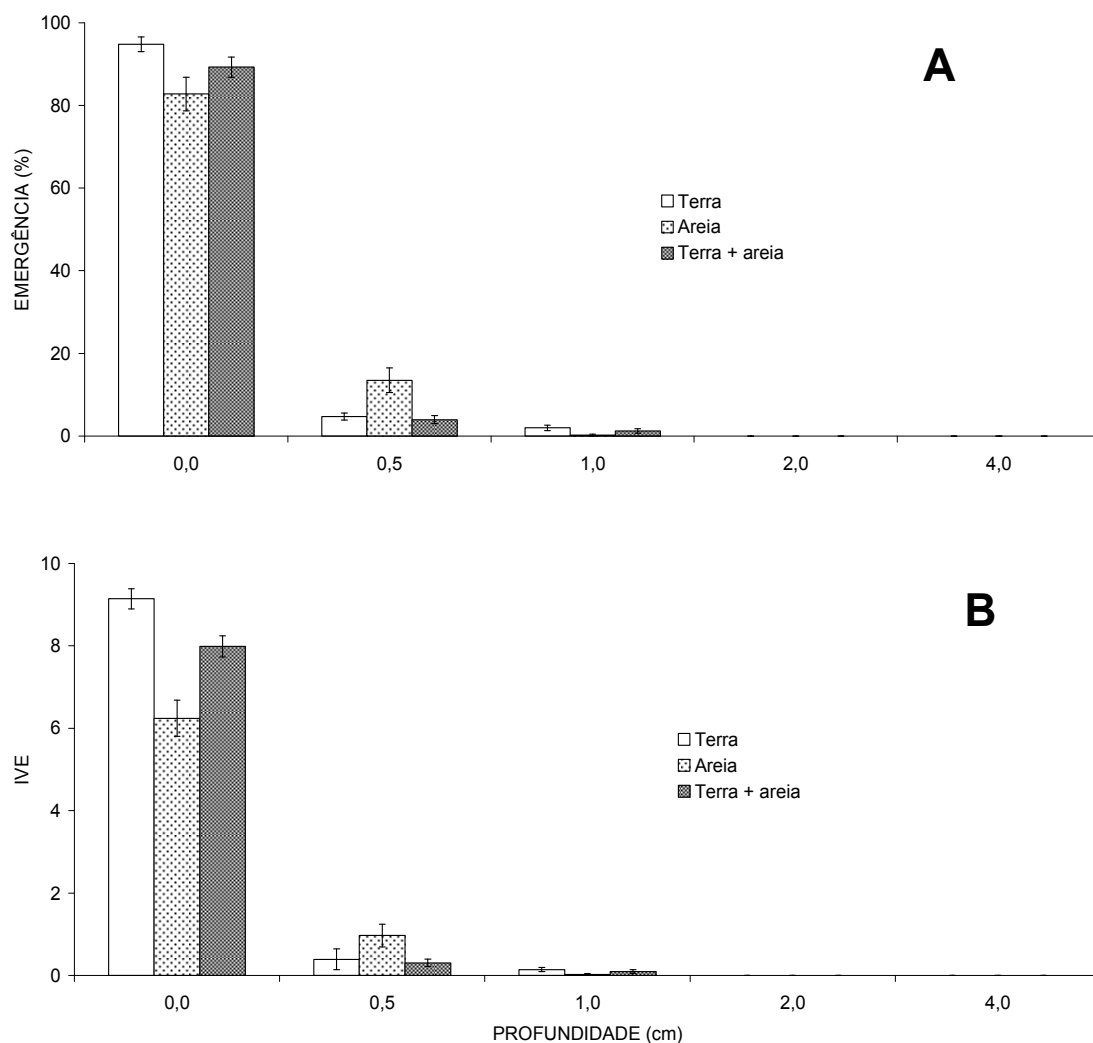 A
EMERGÊNCIA (%)
100
80
60
40
20
0
Terra
Areia
Terra + areia
0,0 0,5 1,0 2,0 4,0
B
IVE
10
8
6
4
2
0
Terra
Areia
Terra + areia
0,0 0,5 1,0 2,0 4,0
PROFUNDIDADE (cm)